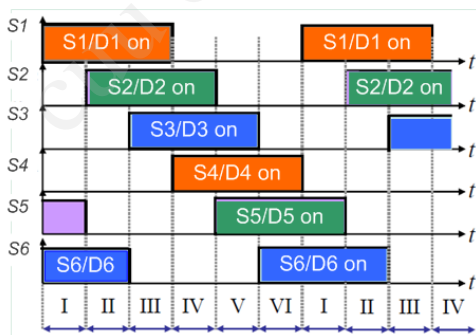 S1 S1/D1 on S1/D1 on t
S2 S2/D2 on S2/D2 on t
S3 S3/D3 on t
S4 S4/D4 on t
S5 S5/D5 on t
S6 S6/D6 S6/D6 on t
I II III IV V VI I II III IV